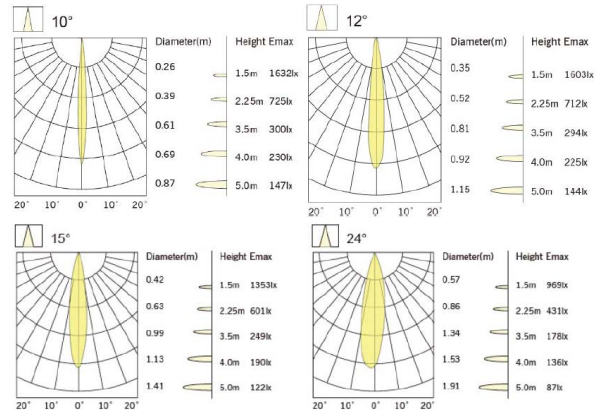 10°
Diameter(m) Height Emax
0.26 1.5m 1632lx
0.39 2.25m 725lx
0.61 3.5m 300lx
0.69 4.0m 230lx
0.87 5.0m 147lx
20° 10° 0° 10° 20°
12°
Diameter(m) Height Emax
0.35 1.5m 1603lx
0.52 2.25m 712lx
0.81 3.5m 294lx
0.92 4.0m 225lx
1.15 5.0m 144lx
20° 10° 0° 10° 20°
15°
Diameter(m) Height Emax
0.42 1.5m 1353lx
0.63 2.25m 601lx
0.99 3.5m 249lx
1.13 4.0m 190lx
1.41 5.0m 122lx
20° 10° 0° 10° 20°
24°
Diameter(m) Height Emax
0.57 1.5m 969lx
0.86 2.25m 431lx
1.34 3.5m 178lx
1.53 4.0m 136lx
1.91 5.0m 87lx
20° 10° 0° 10° 20°